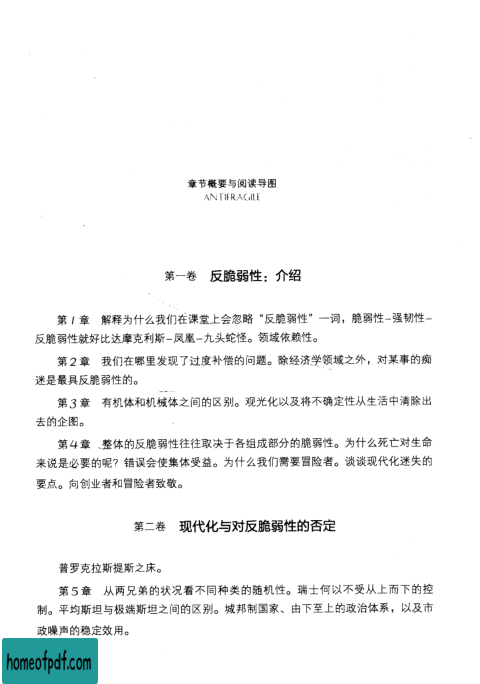 章节概要与阅读导图
ANTIFRAGILE
第一卷 反脆弱性：介绍
第1章 解释为什么我们在课堂上会忽略“反脆弱性”一词，脆弱性-强韧性-
反脆弱性就好比达摩克利斯-凤凰-九头蛇怪。领域依赖性。
第2章 我们在哪里发现了过度补偿的问题。除经济学领域之外，对某事的痴
迷是最具反脆弱性的。
第3章 有机体和机械体之间的区别。观光化以及将不确定性从生活中清除出
去的企图。
第4章 整体的反脆弱性往往取决于各组成部分的脆弱性。为什么死亡对生命
来说是必要的呢？错误会使集体受益。为什么我们需要冒险者。谈谈现代化迷失的
要点。向创业者和冒险者致敬。
第二卷 现代化与对反脆弱性的否定
普罗克拉斯提斯之床。
第5章 从两兄弟的状况看不同种类的随机性。瑞士何以不受从上而下的控
制。平均斯坦与极端斯坦之间的区别。城邦制国家、由下至上的政治体系，以及市
政噪声的稳定效用。
homeofpdf.com